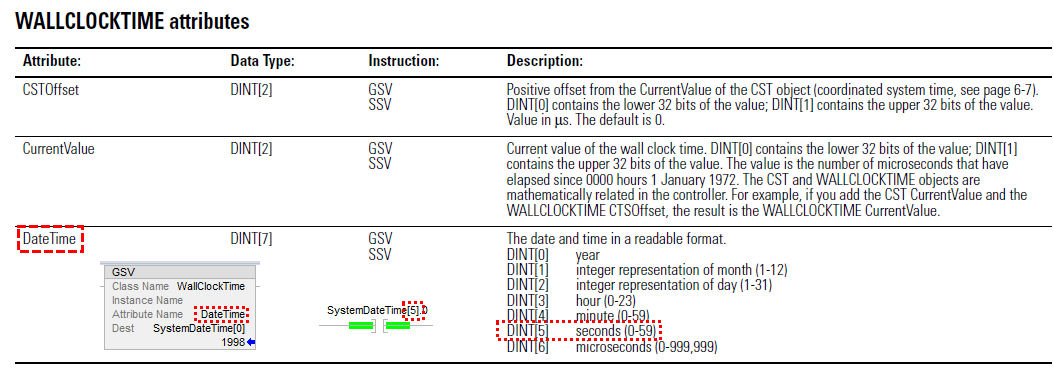 WALLCLOCKTIME attributes
Attribute: Data Type: Instruction: Description:
CSTOffset DINT[2] GSV Positive offset from the CurrentValue of the CST object (coordinated system time, see page 6-7).
SSV DINT[0] contains the lower 32 bits of the value; DINT[1] contains the upper 32 bits of the value.
Value in µs. The default is 0.
CurrentValue DINT[2] GSV Current value of the wall clock time. DINT[0] contains the lower 32 bits of the value; DINT[1]
SSV contains the upper 32 bits of the value. The value is the number of microseconds that have
elapsed since 0000 hours 1 January 1972. The CST and WALLCLOCKTIME objects are
mathematically related in the controller. For example, if you add the CST CurrentValue and the
WALLCLOCKTIME CTSOffset, the result is the WALLCLOCKTIME CurrentValue.
DateTime DINT[7] GSV The date and time in a readable format.
SSV DINT[0] year
DINT[1] integer representation of month (1-12)
DINT[2] integer representation of day (1-31)
DINT[3] hour (0-23)
DINT[4] minute (0-59)
DINT[5] seconds (0-59)
DINT[6] microseconds (0-999,999)
GSV
Class Name WallClockTime
Instance Name
Attribute Name DateTime
Dest SystemDateTime[0]
1998
SystemDateTime[5].0